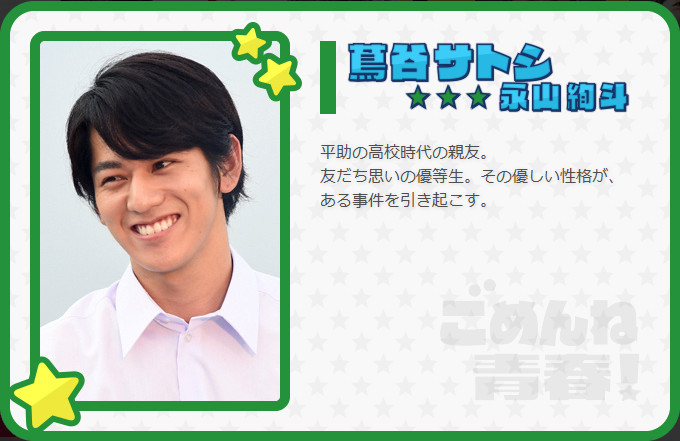 蔦谷サトシ
★★★永山絢斗
平助の高校時代の親友。
友だち思いの優等生。その優しい性格が、
ある事件を引き起こす。
ごめんね
青春!